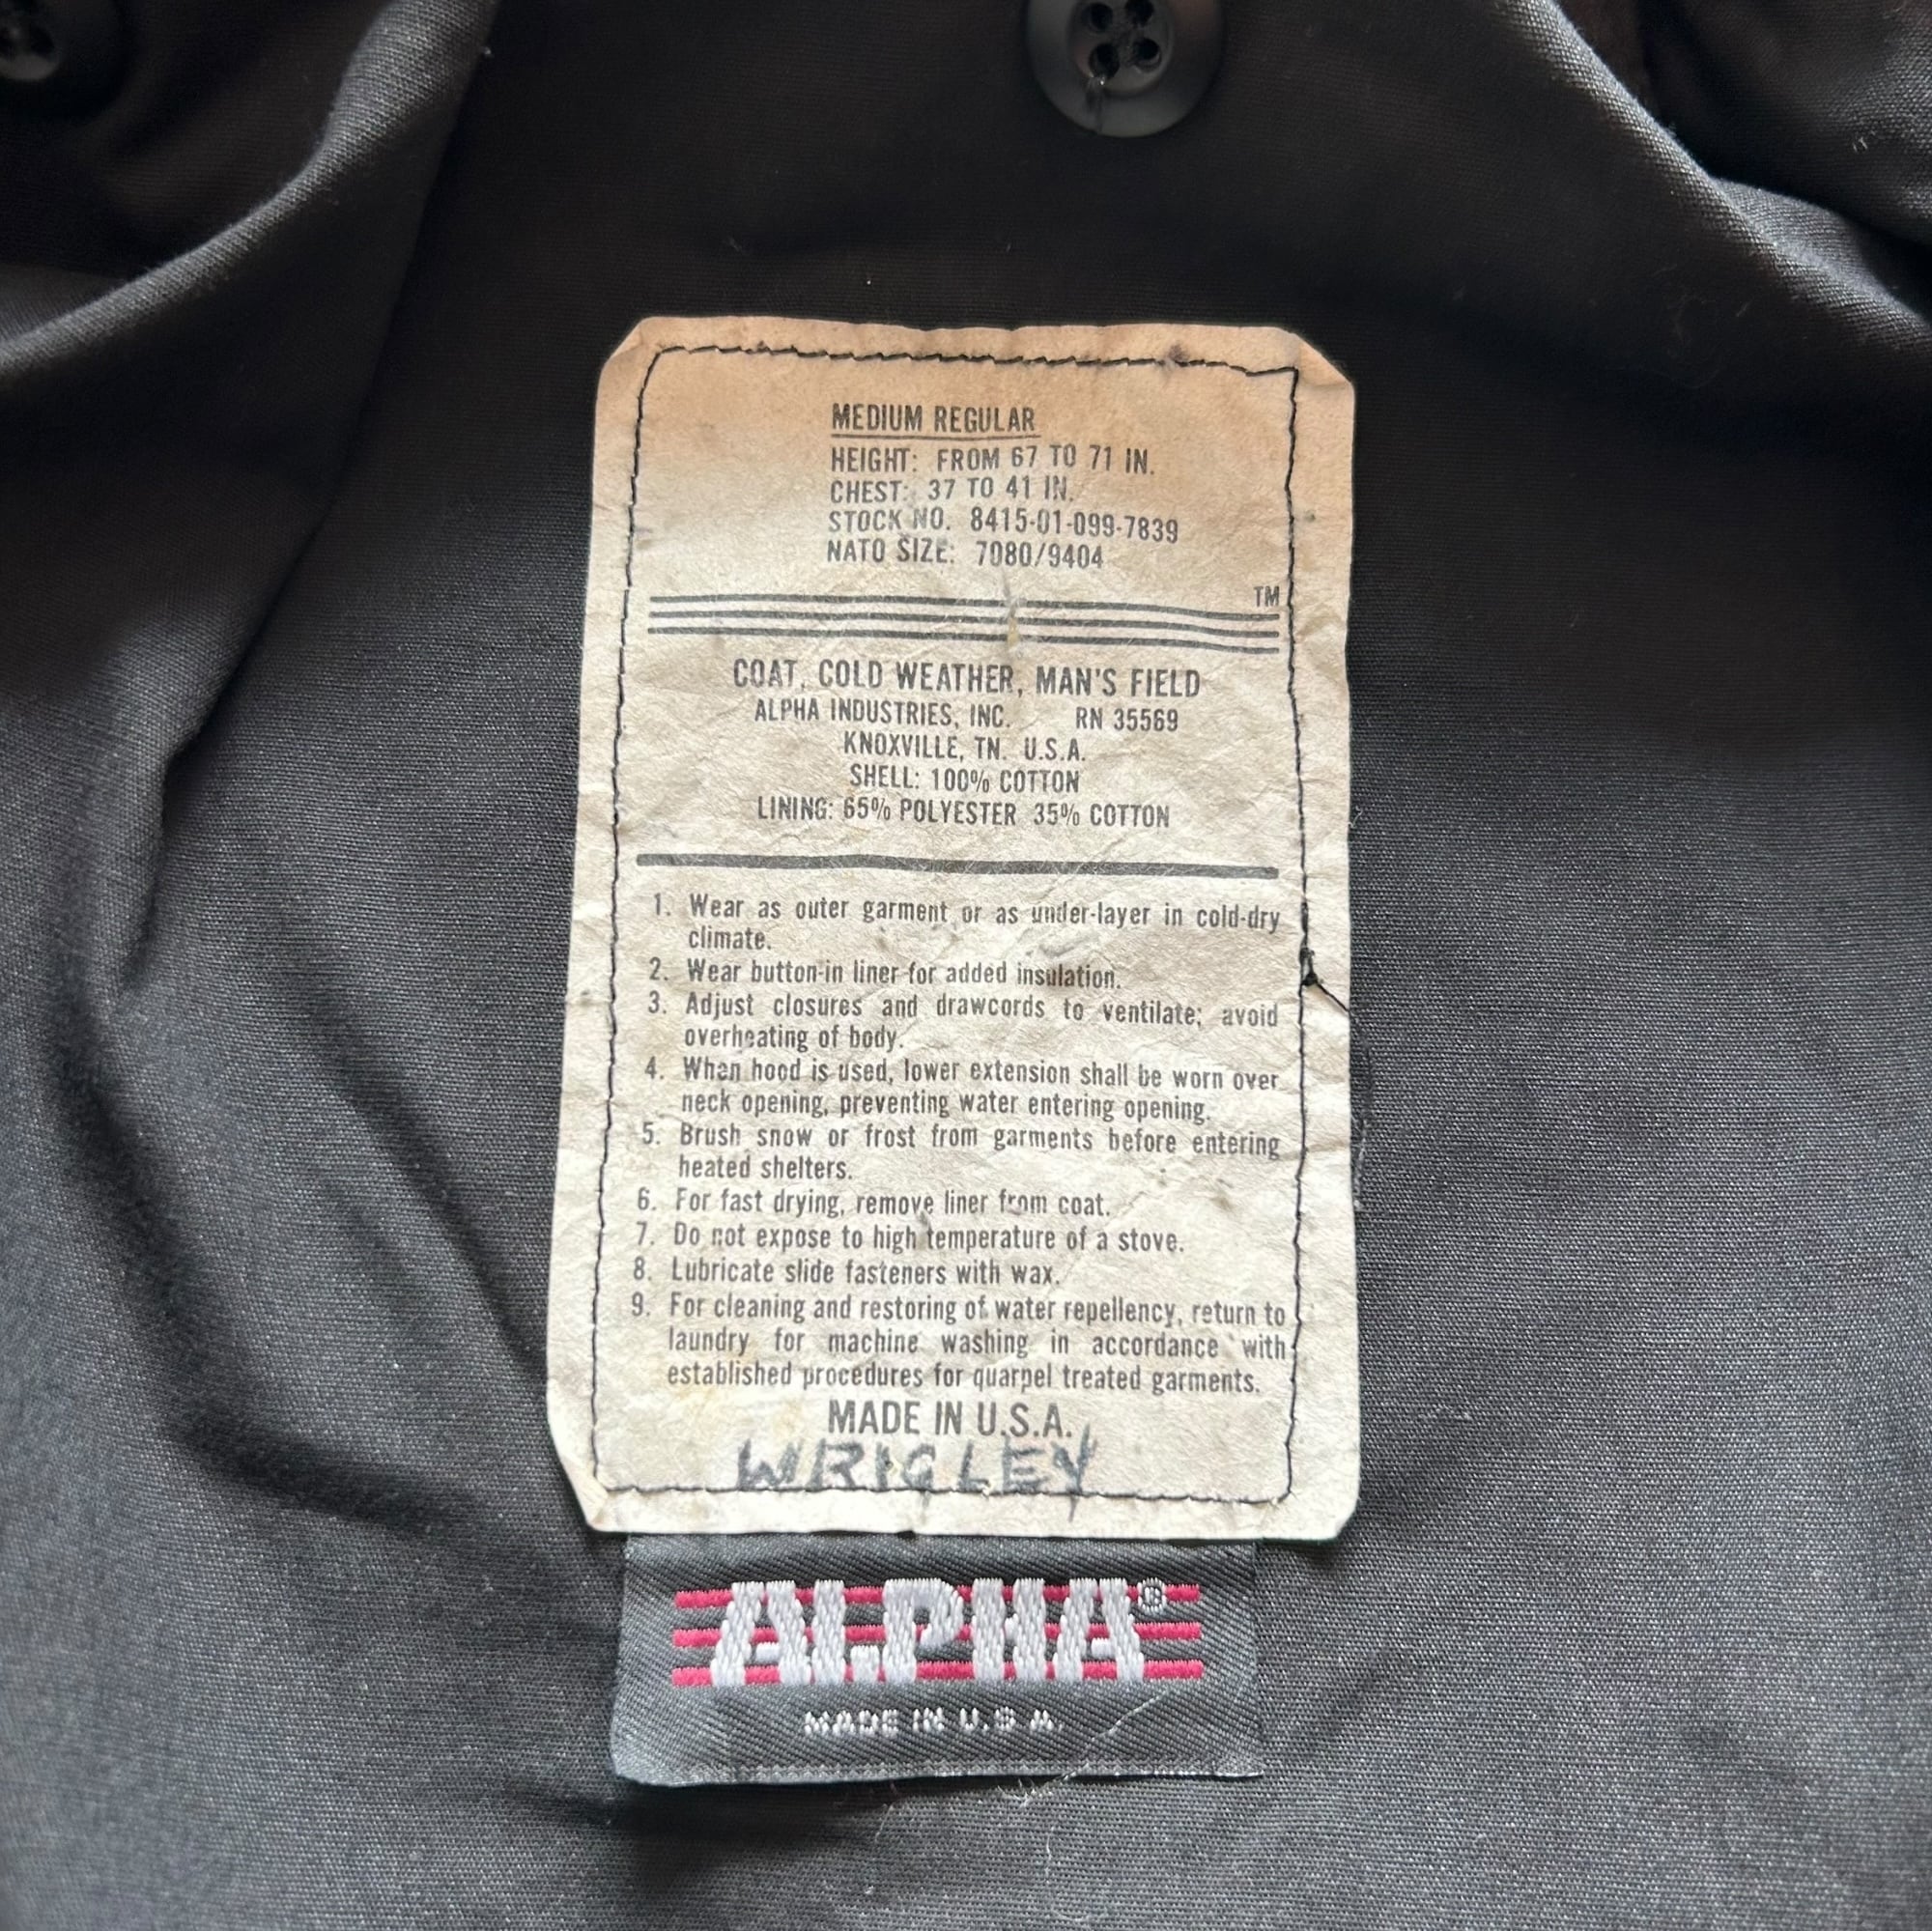 MEDIUM REGULAR
HEIGHT: FROM 67 TO 71 IN.
CHEST: 37 TO 41 IN.
STOCK NO. 8415-01-099-7839
NATO SIZE: 7080/9404
TM
COAT, COLD WEATHER, MAN'S FIELD
ALPHA INDUSTRIES, INC. RN 35569
KNOXVILLE, TN. U.S.A.
SHELL: 100% COTTON
LINING: 65% POLYESTER 35% COTTON
1. Wear as outer garment or as under-layer in cold-dry
climate.
2. Wear button-in liner for added insulation.
3. Adjust closures and drawcords to ventilate; avoid
overheating of body.
4. When hood is used, lower extension shall be worn over
neck opening, preventing water entering opening.
5. Brush snow or frost from garments before entering
heated shelters.
6. For fast drying, remove liner from coat.
7. Do not expose to high temperature of a stove.
8. Lubricate slide fasteners with wax.
9. For cleaning and restoring of water repellency, return to
laundry for machine washing in accordance with
established procedures for quarpel treated garments.
MADE IN U.S.A.
WRIGLEY
ALPHA®
MADE IN U.S.A.